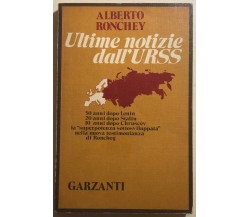 ALBERTO
RONCHEY
Ultime notizie
dall'URSS
50 anni dopo Lenin
20 anni dopo Stalin
10 anni dopo Chruscev
la "superpotenza sottosviluppata"
nella nuova testimonianza
di Ronchey
GARZANTI